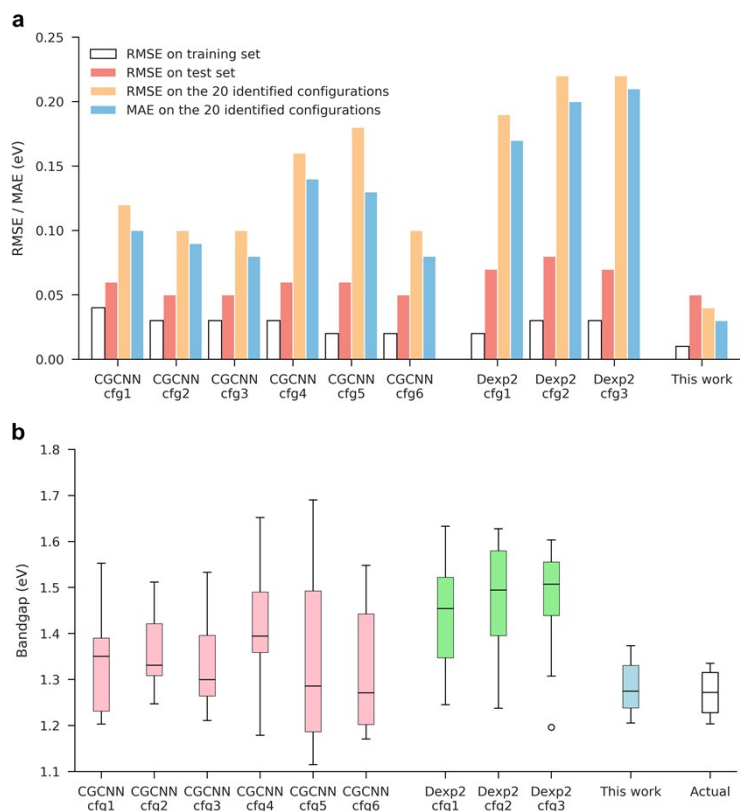 a
RMSE / MAE (eV)
0.25
0.20
0.15
0.10
0.05
0.00
RMSE on training set
RMSE on test set
RMSE on the 20 identified configurations
MAE on the 20 identified configurations
CGCNN CGCNN CGCNN CGCNN CGCNN CGCNN Dexp2 Dexp2 Dexp2 This work
cfg1 cfg2 cfg3 cfg4 cfg5 cfg6 cfg1 cfg2 cfg3
b
Bandgap (eV)
1.8
1.7
1.6
1.5
1.4
1.3
1.2
1.1
CGCNN CGCNN CGCNN CGCNN CGCNN CGCNN Dexp2 Dexp2 Dexp2 This work Actual
cfg1 cfg2 cfg3 cfg4 cfg5 cfg6 cfg1 cfg2 cfg3